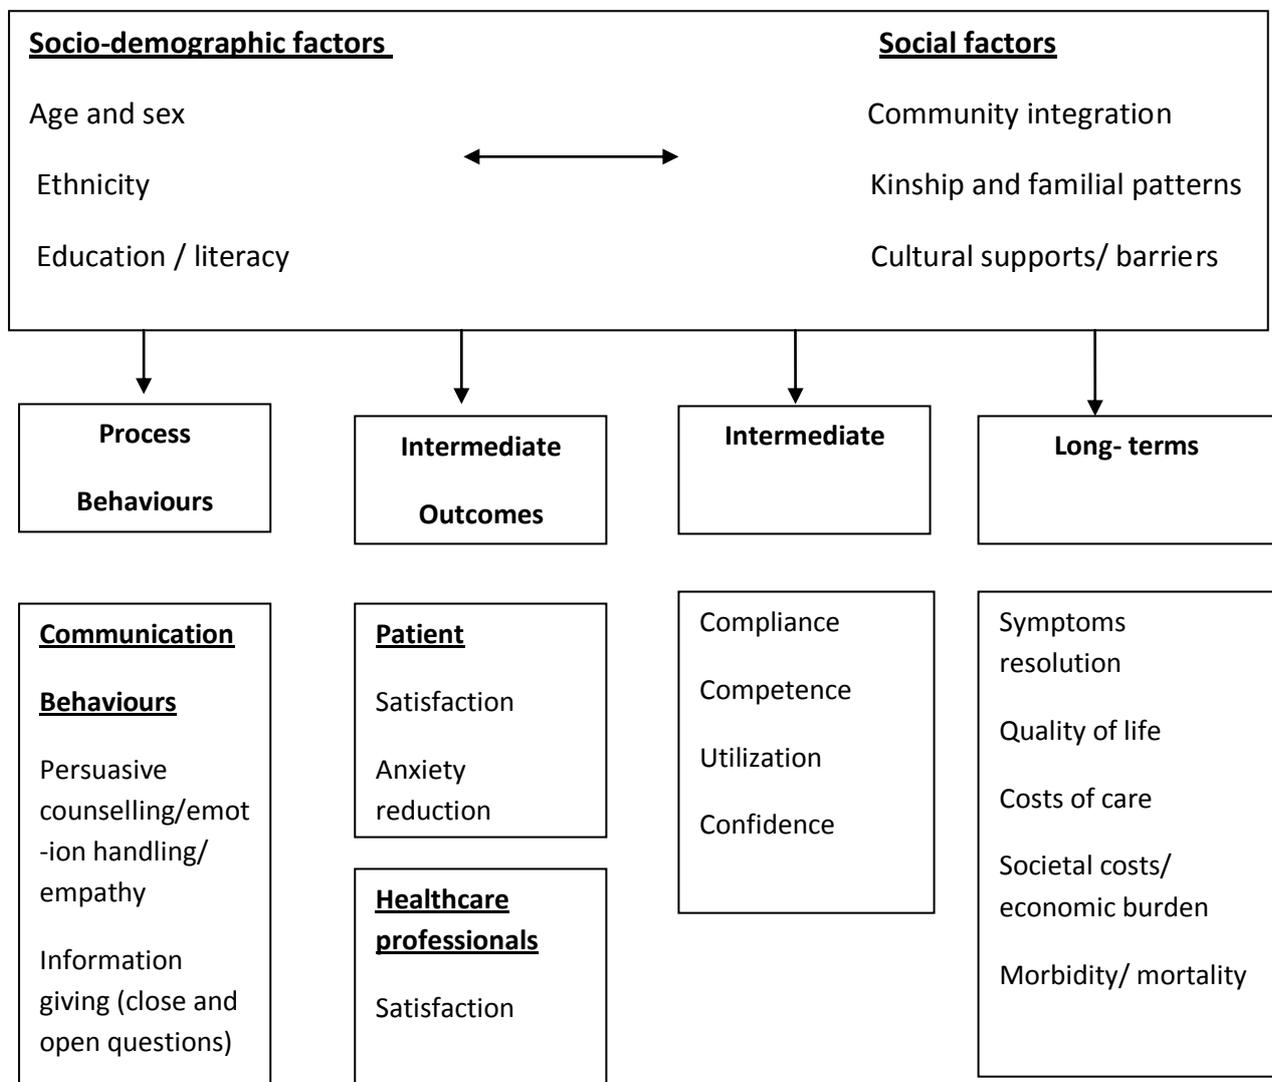 Socio-demographic factors
Social factors
Age and sex
Community integration
Ethnicity
Kinship and familial patterns
Education / literacy
Cultural supports/ barriers
Process
Behaviours
Intermediate
Outcomes
Intermediate
Long- terms
Communication
Behaviours
Persuasive
counselling/emot
-ion handling/
empathy
Information
giving (close and
open questions)
Patient
Satisfaction
Anxiety
reduction
Healthcare
professionals
Satisfaction
Compliance
Competence
Utilization
Confidence
Symptoms
resolution
Quality of life
Costs of care
Societal costs/
economic burden
Morbidity/ mortality